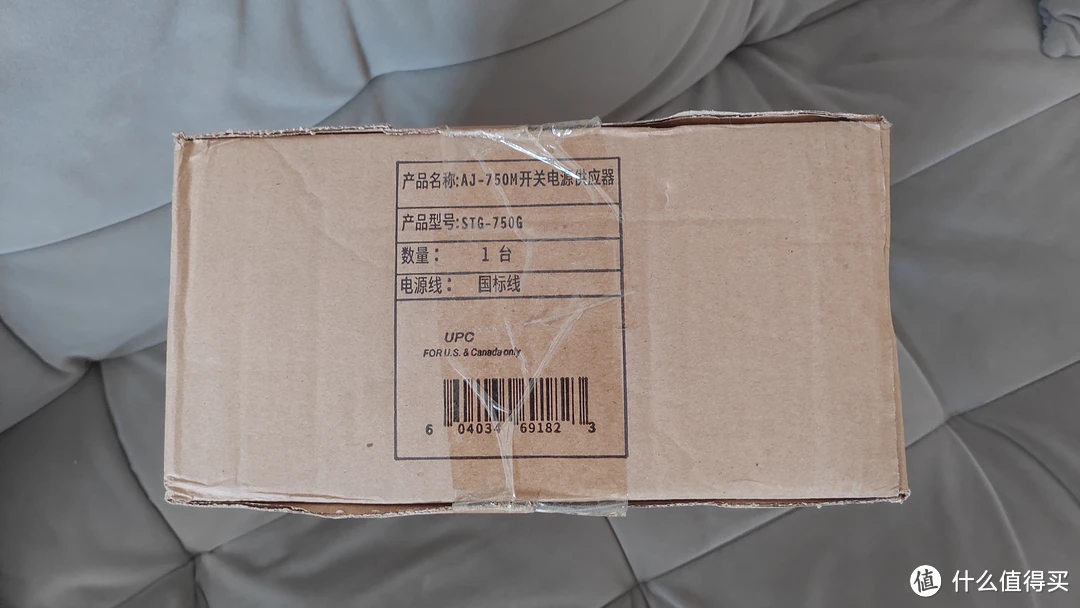 产品名称:AJ-750M开关电源供应器
产品型号:STG-750G
数量: 1台
电源线: 国标线
UPC
FOR U.S. & Canada only
6 04034 69182 3
值 什么值得买